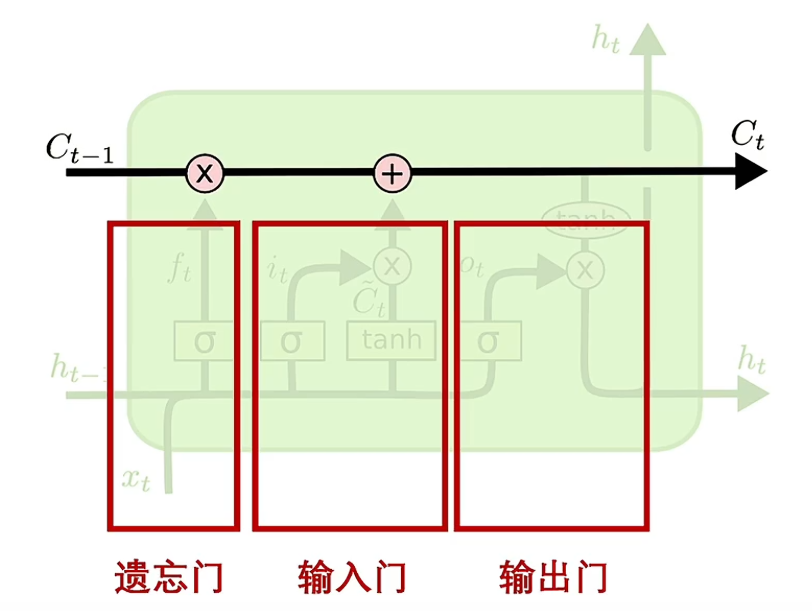 h_t
C_{t-1}
C_t
x
+
tanh
f_t
i_t
x
o_t
x
C̃_t
σ
σ
tanh
σ
h_{t-1}
h_t
x_t
遗忘门
输入门
输出门